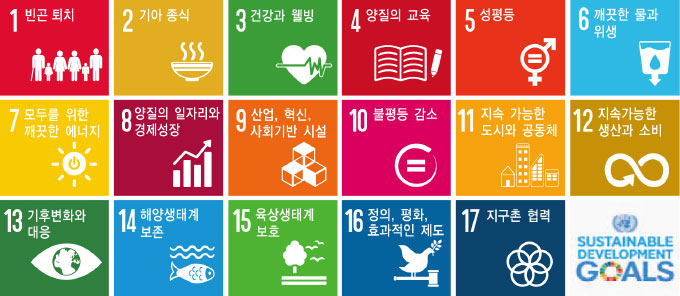 1 빈곤 퇴치
2 기아 종식
3 건강과 웰빙
4 양질의 교육
5 성평등
6 깨끗한 물과
위생
7 모두를 위한
깨끗한 에너지
8 양질의 일자리와
경제성장
9 산업, 혁신,
사회기반 시설
10 불평등 감소
11 지속 가능한
도시와 공동체
12 지속가능한
생산과 소비
13 기후변화와
대응
14 해양생태계
보존
15 육상생태계
보호
16 정의, 평화,
효과적인 제도
17 지구촌 협력
SUSTAINABLE
DEVELOPMENT
GOALS